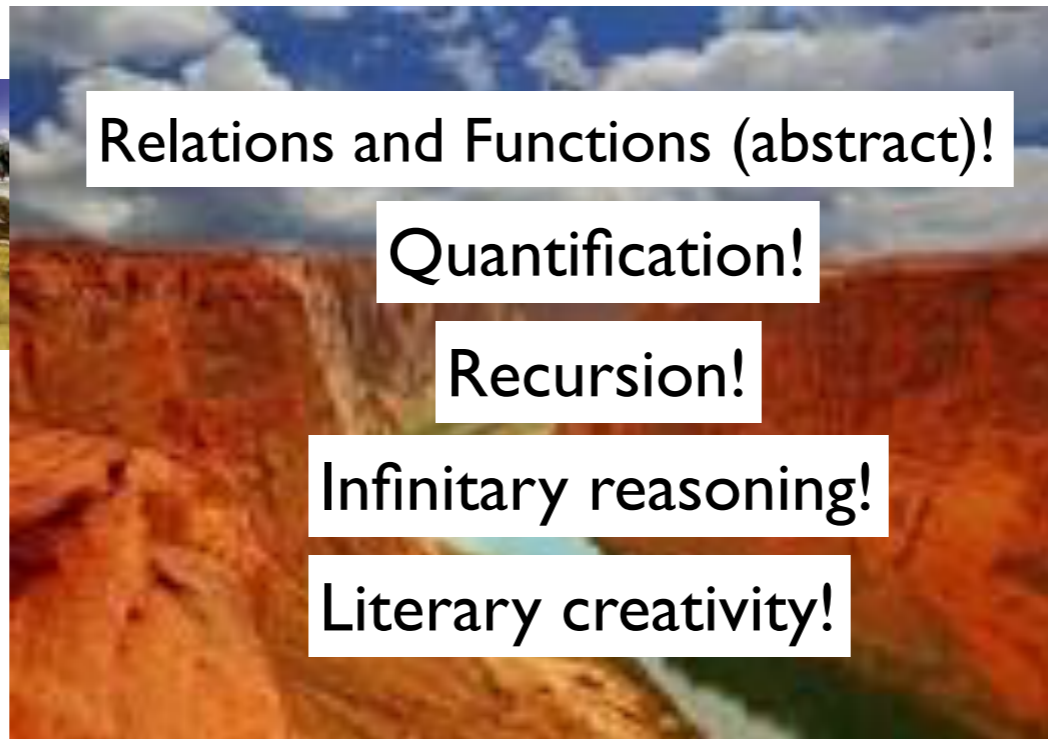 Relations and Functions (abstract)!
Quantification!
Recursion!
Infinitary reasoning!
Literary creativity!